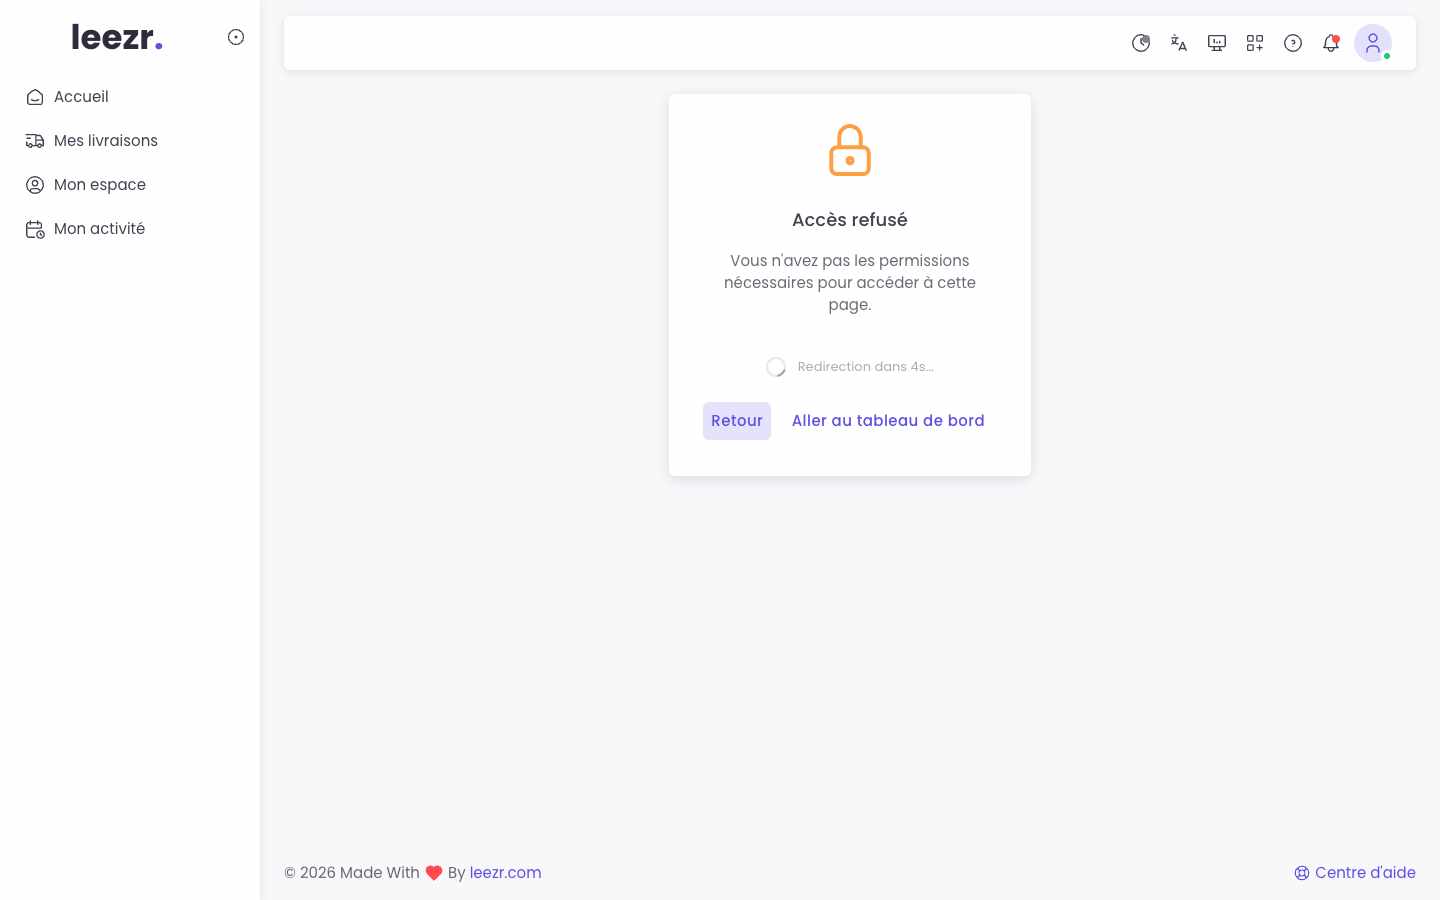 leezr.
Accueil
Mes livraisons
Mon espace
Mon activité
Accès refusé
Vous n'avez pas les permissions
nécessaires pour accéder à cette
page.
Redirection dans 4s...
Retour
Aller au tableau de bord
© 2026 Made With By leezr.com
Centre d'aide